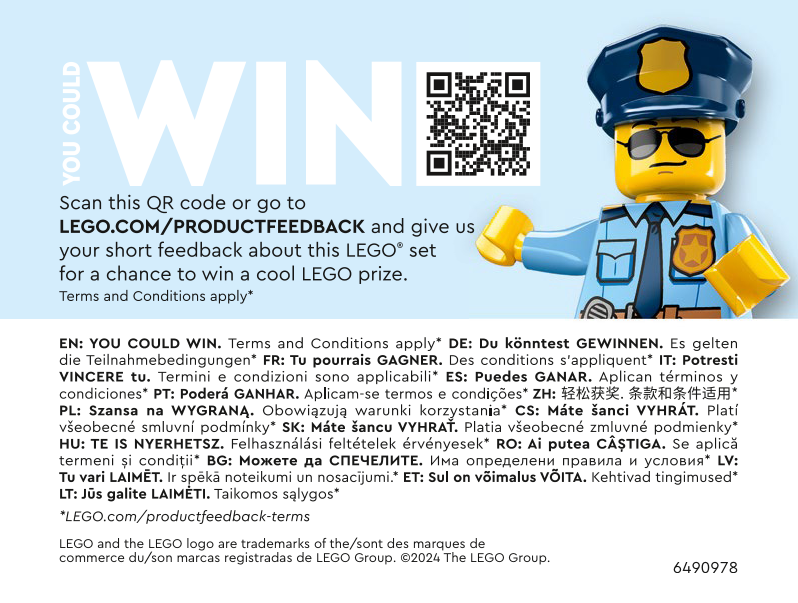 YOU COULD
WIN
Scan this QR code or go to
LEGO.COM/PRODUCTFEEDBACK and give us
your short feedback about this LEGO® set
for a chance to win a cool LEGO prize.
Terms and Conditions apply*
EN: YOU COULD WIN. Terms and Conditions apply* DE: Du könntest GEWINNEN. Es gelten
die Teilnahmebedingungen* FR: Tu pourrais GAGNER. Des conditions s'appliquent* IT: Potresti
VINCERE tu. Termini e condizioni sono applicabili* ES: Puedes GANAR. Aplican términos y
condiciones* PT: Poderá GANHAR. Aplicam-se termos e condições* ZH: 轻松获奖. 条款和条件适用*
PL: Szansa na WYGRANĄ. Obowiązują warunki korzystania* CS: Máte šanci VYHRÁT. Platí
všeobecné smluvní podmínky* SK: Máte šancu VYHRAŤ. Platia všeobecné zmluvné podmienky*
HU: TE IS NYERHETSZ. Felhasználási feltételek érvényesek* RO: Ai putea CÂȘTIGA. Se aplică
termeni și condiții* BG: Можете да СПЕЧЕЛИТЕ. Има определени правила и условия* LV:
Tu vari LAIMĒT. Ir spēkā noteikumi un nosacījumi.* ET: Sul on võimalus VÕITA. Kehtivad tingimused*
LT: Jūs galite LAIMĖTI. Taikomos sąlygos*
*LEGO.com/productfeedback-terms
LEGO and the LEGO logo are trademarks of the/sont des marques de
commerce du/son marcas registradas de LEGO Group. ©2024 The LEGO Group.
6490978